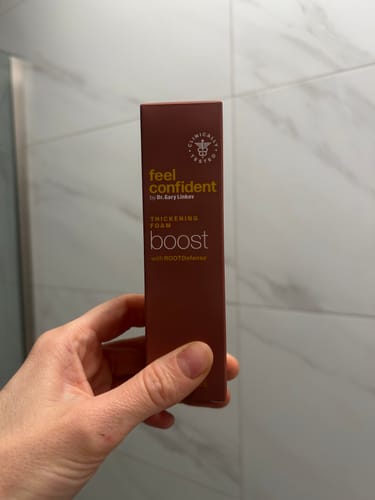 CLINICALLY TESTED
feel
confident
by Dr. Gary Linkov
THICKENING
FOAM
boost
with ROOTDefense